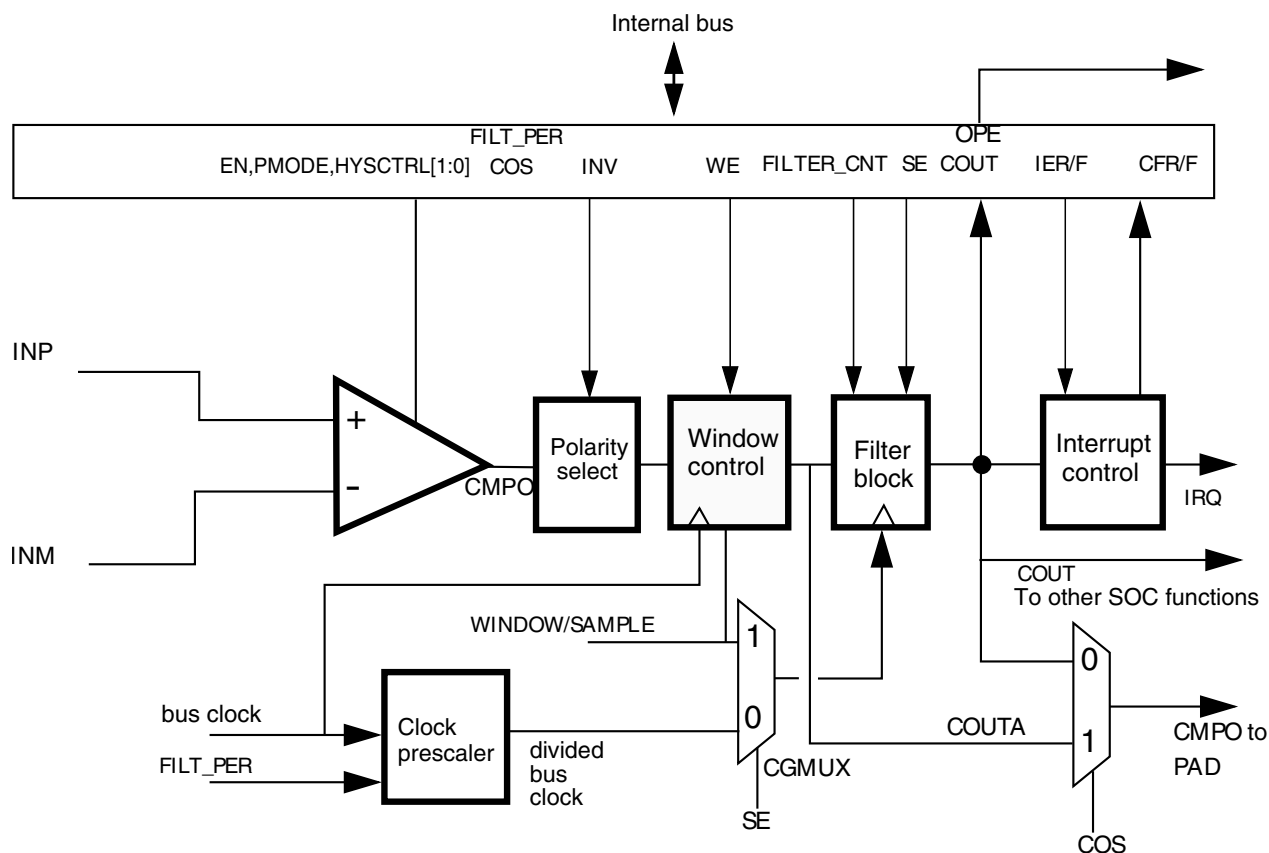 Internal bus
FILT_PER
OPE
EN,PMODE,HYSCTRL[1:0] COS INV WE FILTER_CNT SE COUT IER/F CFR/F
INP
INM
+
-
CMPO
Polarity
select
Window
control
Filter
block
Interrupt
control
IRQ
COUT
To other SOC functions
WINDOW/SAMPLE
1
0
CGMUX
SE
bus clock
FILT_PER
Clock
prescaler
divided
bus
clock
COUTA
0
1
COS
CMPO to
PAD